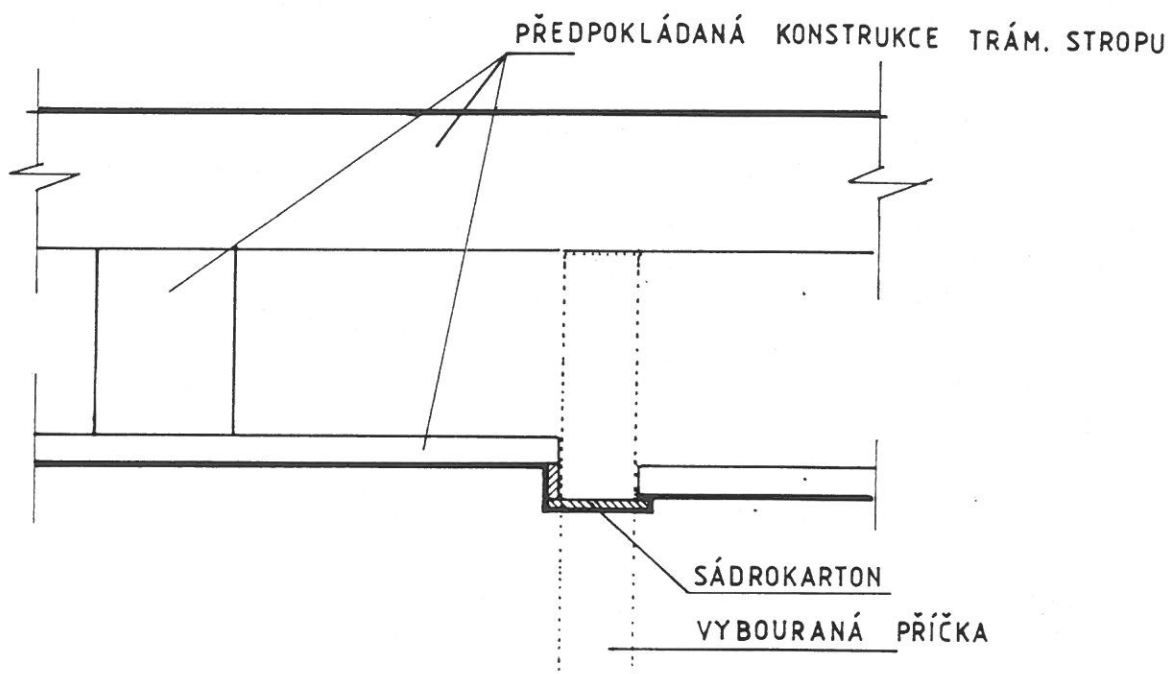 PŘEDPOKLÁDANÁ KONSTRUKCE TRÁM. STROPU
SÁDROKARTON
VYBOURANÁ PŘÍČKA